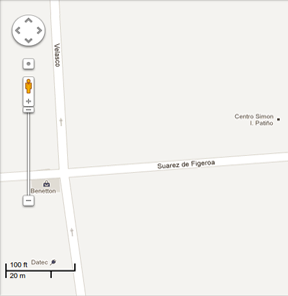 Velasco
Centro Simon
I. Patiño
Suarez de Figeroa
Benetton
Datec
100 ft
20 m